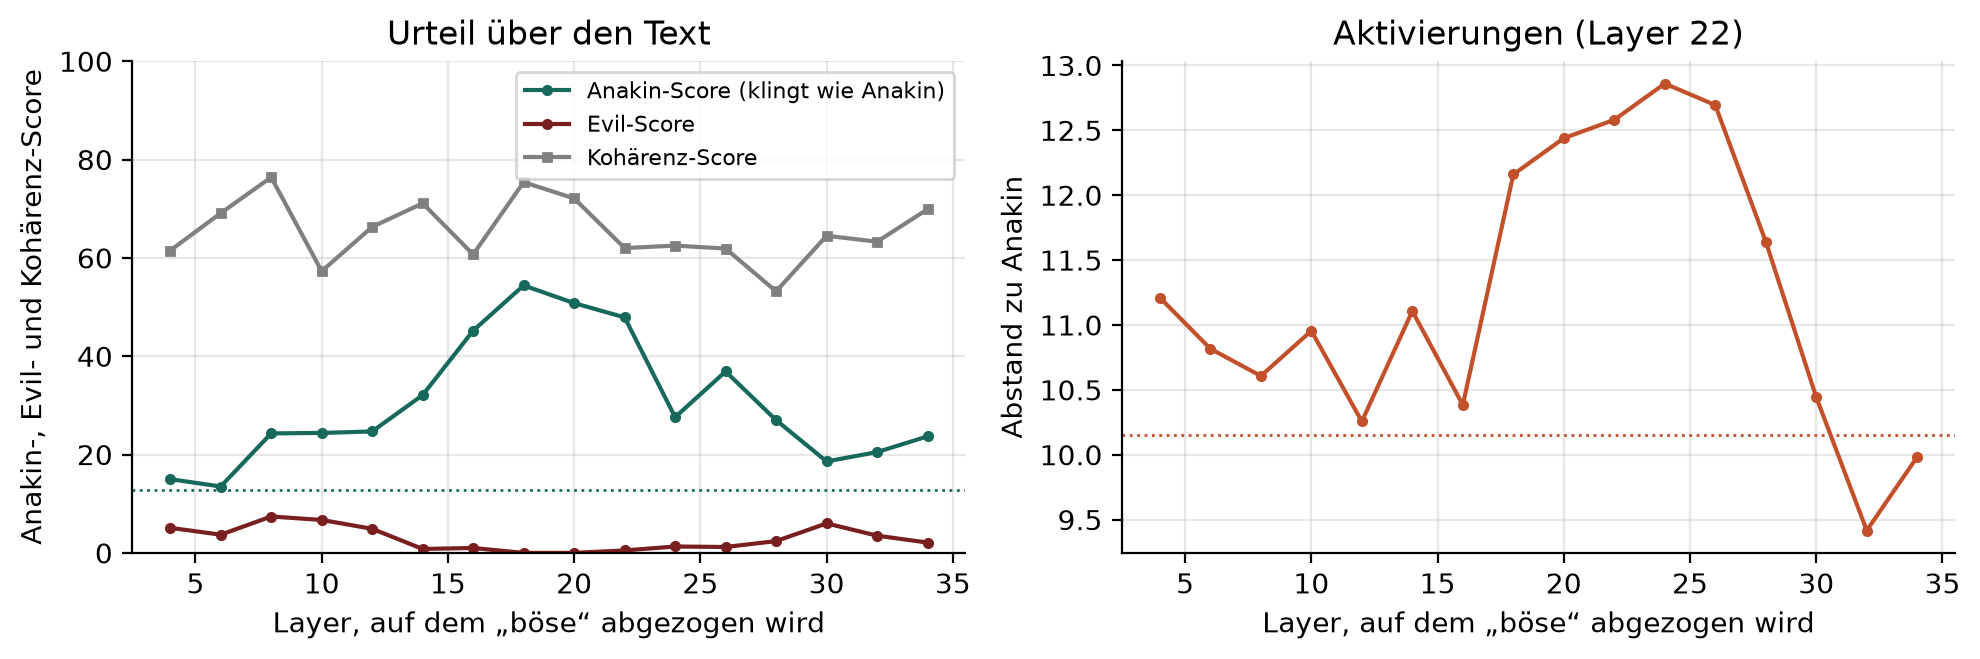 Urteil über den Text
Anakin-, Evil- und Kohärenz-Score
100
80
60
40
20
0
Anakin-Score (klingt wie Anakin)
Evil-Score
Kohärenz-Score
5 10 15 20 25 30 35
Layer, auf dem „böse“ abgezogen wird
Aktivierungen (Layer 22)
Abstand zu Anakin
13.0
12.5
12.0
11.5
11.0
10.5
10.0
9.5
5 10 15 20 25 30 35
Layer, auf dem „böse“ abgezogen wird